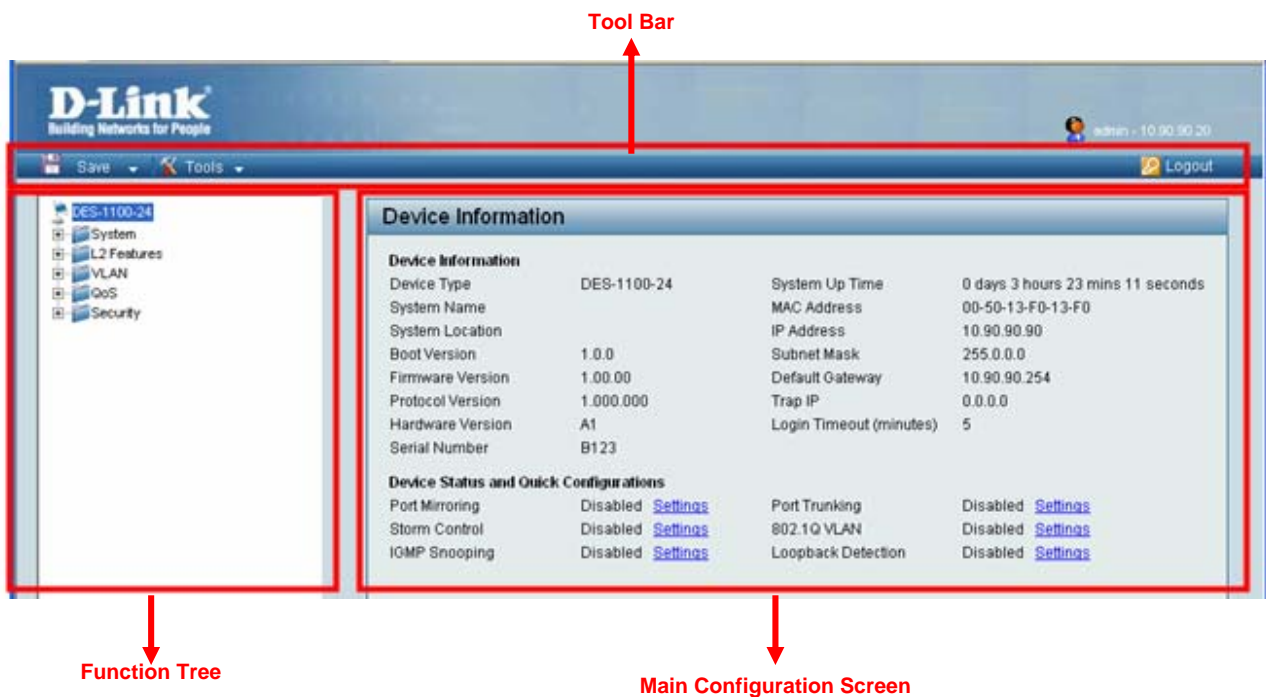 Tool Bar
D-Link
Building Networks for People
admin - 10.90.90.20
Save Tools Logout
DES-1100-24
System
L2 Features
VLAN
QoS
Security
Device Information
Device Information
Device Type DES-1100-24 System Up Time 0 days 3 hours 23 mins 11 seconds
System Name MAC Address 00-50-13-F0-13-F0
System Location IP Address 10.90.90.90
Boot Version 1.0.0 Subnet Mask 255.0.0.0
Firmware Version 1.00.00 Default Gateway 10.90.90.254
Protocol Version 1.000.000 Trap IP 0.0.0.0
Hardware Version A1 Login Timeout (minutes) 5
Serial Number B123
Device Status and Quick Configurations
Port Mirroring Disabled Settings Port Trunking Disabled Settings
Storm Control Disabled Settings 802.1Q VLAN Disabled Settings
IGMP Snooping Disabled Settings Loopback Detection Disabled Settings
Function Tree
Main Configuration Screen